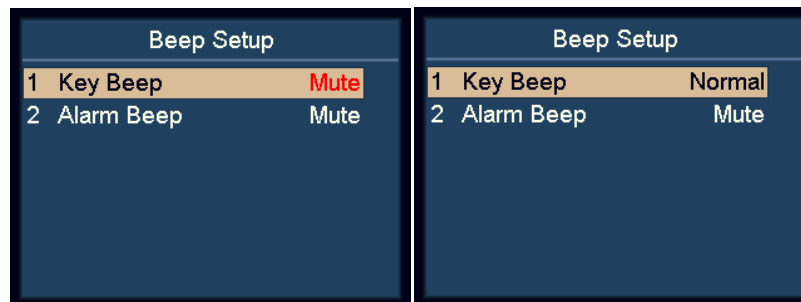 Beep Setup
1 Key Beep Mute
2 Alarm Beep Mute
Beep Setup
1 Key Beep Normal
2 Alarm Beep Mute